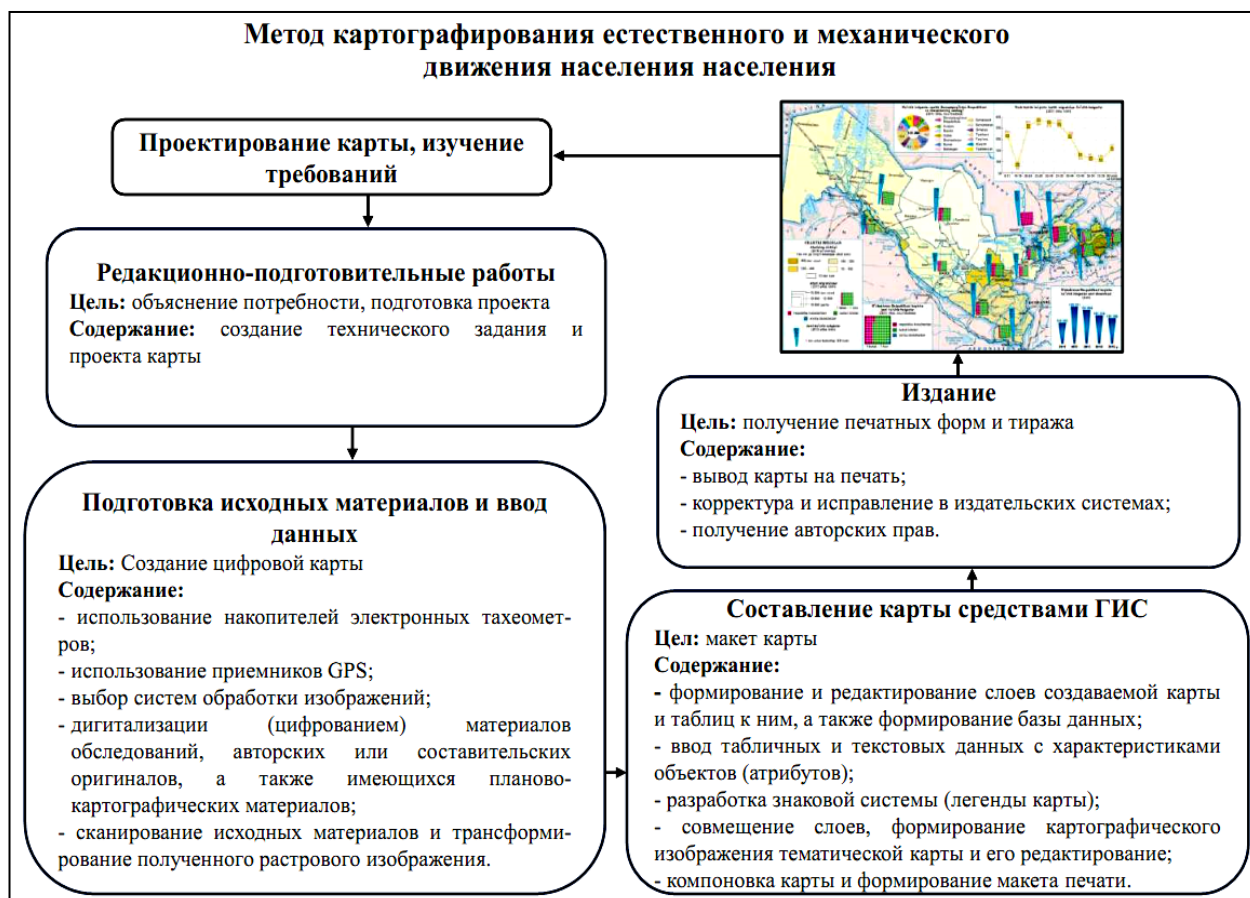 Метод картографирования естественного и механического
движения населения населения
Проектирование карты, изучение
требований
Редакционно-подготовительные работы
Цель: объяснение потребности, подготовка проекта
Содержание: создание технического задания и
проекта карты
Подготовка исходных материалов и ввод
данных
Цель: Создание цифровой карты
Содержание:
- использование накопителей электронных тахеомет-
ров;
- использование приемников GPS;
- выбор систем обработки изображений;
- дигитализации (цифрованием) материалов
обследований, авторских или составительских
оригиналов, а также имеющихся планово-
картографических материалов;
- сканирование исходных материалов и трансформи-
рование полученного растрового изображения.
Составление карты средствами ГИС
Цел: макет карты
Содержание:
- формирование и редактирование слоев создаваемой карты
и таблиц к ним, а также формирование базы данных;
- ввод табличных и текстовых данных с характеристиками
объектов (атрибутов);
- разработка знаковой системы (легенды карты);
- совмещение слоев, формирование картографического
изображения тематической карты и его редактирование;
- компоновка карты и формирование макета печати.
Издание
Цель: получение печатных форм и тиража
Содержание:
- вывод карты на печать;
- корректура и исправление в издательских системах;
- получение авторских прав.